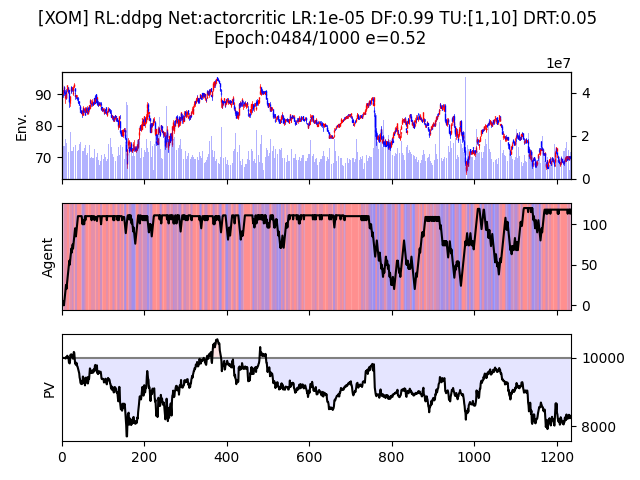 [XOM] RL:ddpg Net:actorcritic LR:1e-05 DF:0.99 TU:[1,10] DRT:0.05
Epoch:0484/1000 e=0.52
1e7
Env.
90
80
70
4
2
0
Agent
100
50
0
PV
10000
8000
0 200 400 600 800 1000 1200